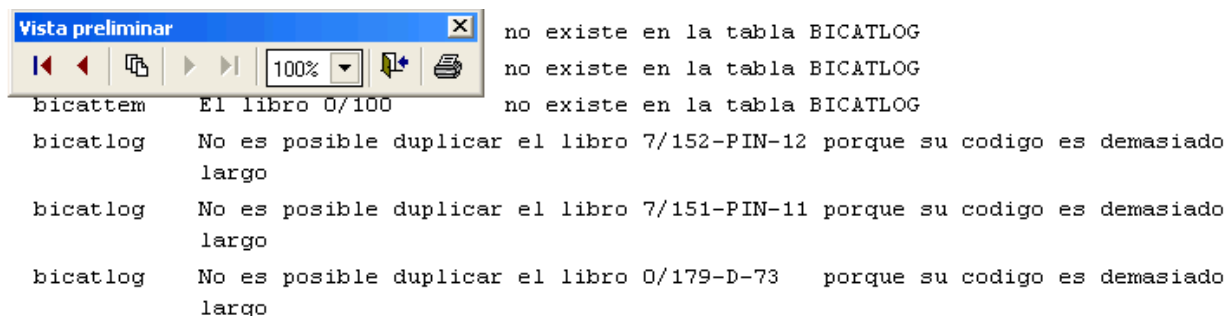 Vista preliminar
no existe en la tabla BICATLOG
100%
no existe en la tabla BICATLOG
bicattem El libro 0/100 no existe en la tabla BICATLOG
bicatlog No es posible duplicar el libro 7/152-PIN-12 porque su codigo es demasiado
largo
bicatlog No es posible duplicar el libro 7/151-PIN-11 porque su codigo es demasiado
largo
bicatlog No es posible duplicar el libro 0/179-D-73 porque su codigo es demasiado
largo